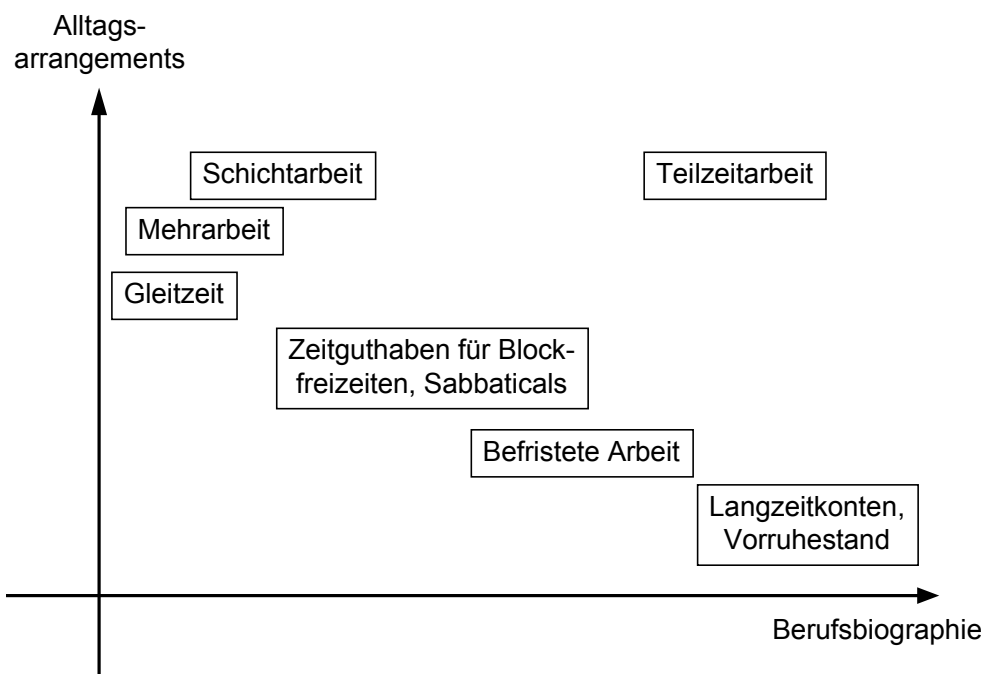 Alltags-
arrangements
Schichtarbeit
Teilzeitarbeit
Mehrarbeit
Gleitzeit
Zeitguthaben für Block-
freizeiten, Sabbaticals
Befristete Arbeit
Langzeitkonten,
Vorruhestand
Berufsbiographie